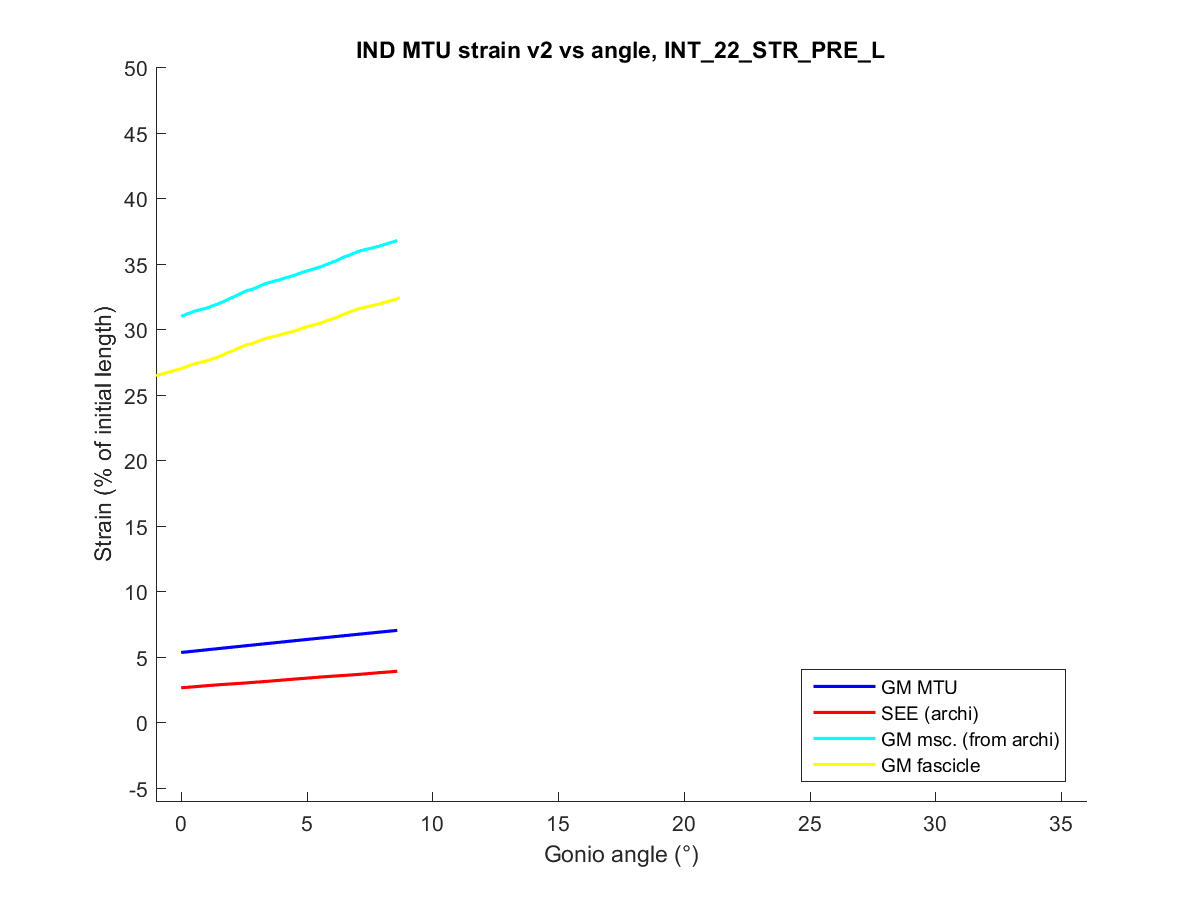 IND MTU strain v2 vs angle, INT_22_STR_PRE_L
50
45
40
35
30
25
20
15
10
5
0
-5
Strain (% of initial length)
0 5 10 15 20 25 30 35
Gonio angle (°)
GM MTU
SEE (archi)
GM msc. (from archi)
GM fascicle